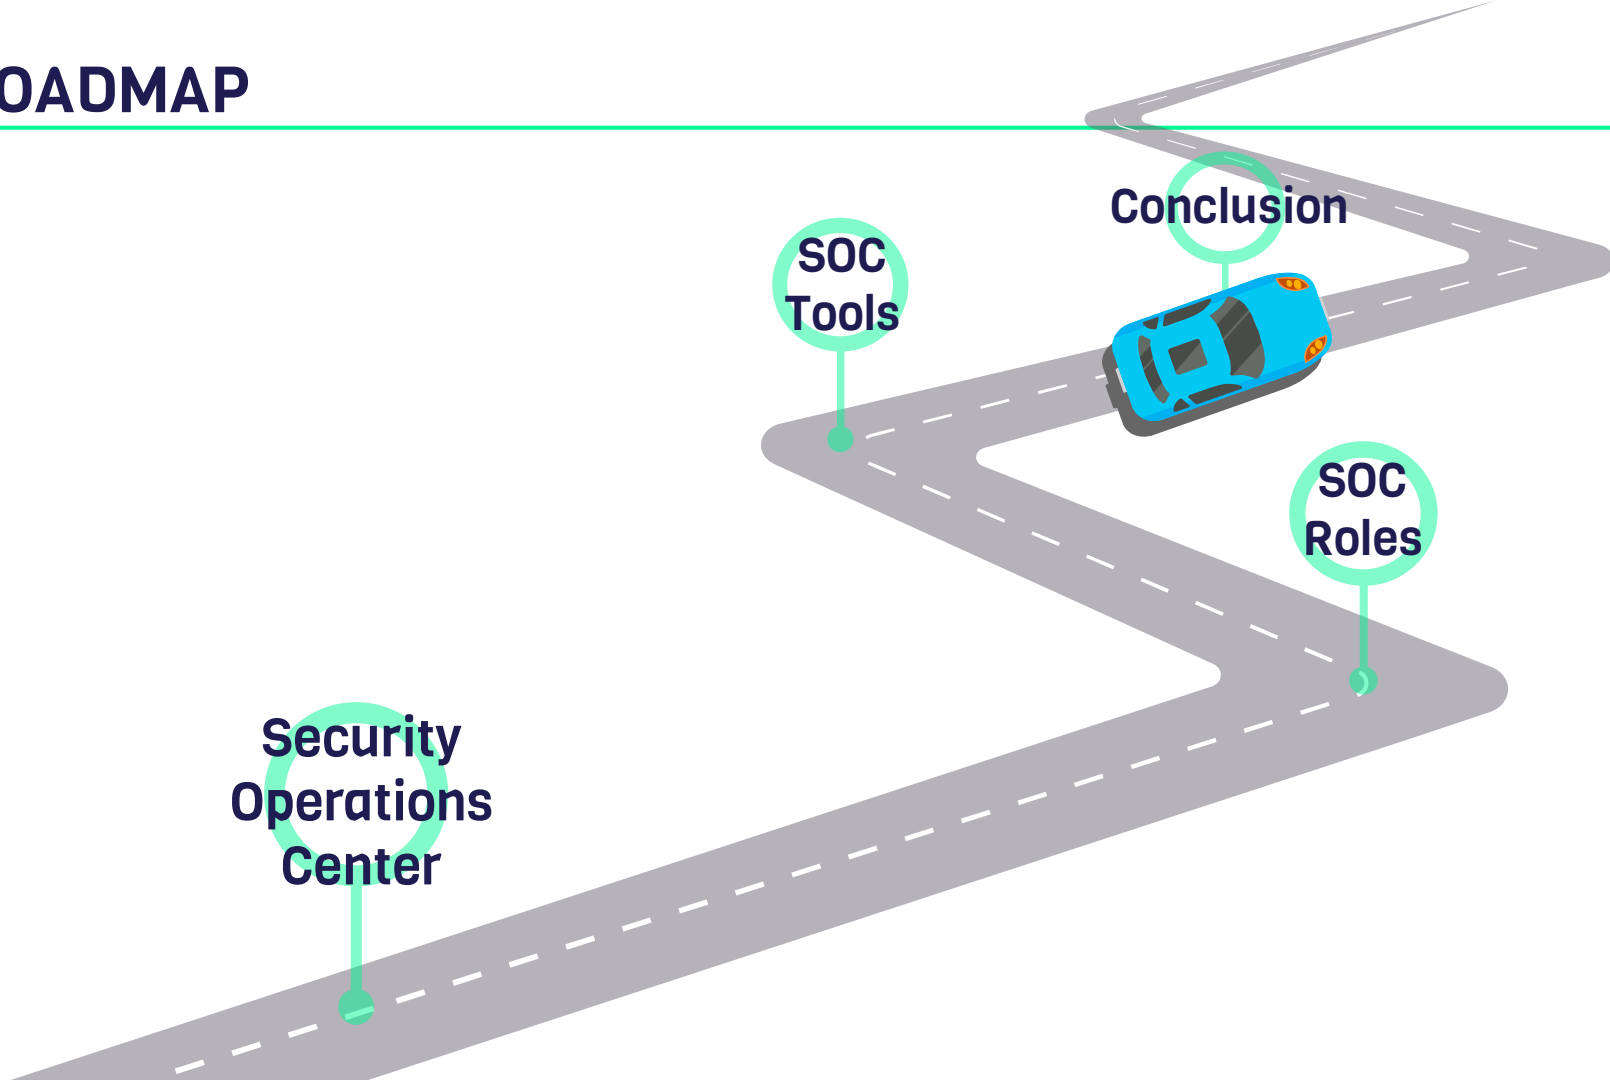 OADMAP
Conclusion
SOC
Tools
SOC
Roles
Security
Operations
Center